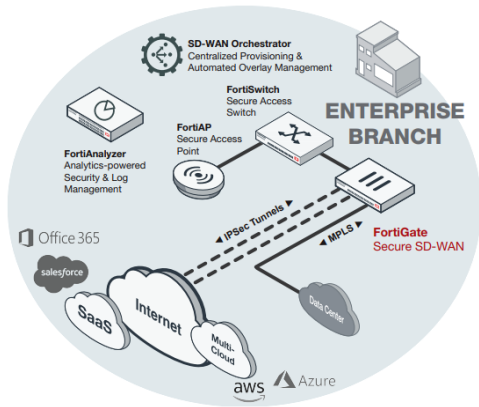 SD-WAN Orchestrator
Centralized Provisioning &
Automated Overlay Management
ENTERPRISE
BRANCH
FortiSwitch
Secure Access
Switch
FortiAP
Secure Access
Point
FortiAnalyzer
Analytics-powered
Security & Log
Management
FortiGate
Secure SD-WAN
◄ IPSec Tunnels ►
◄ MPLS ►
Office 365
salesforce
SaaS
Internet
Multi-
Cloud
Data Center
aws
Azure